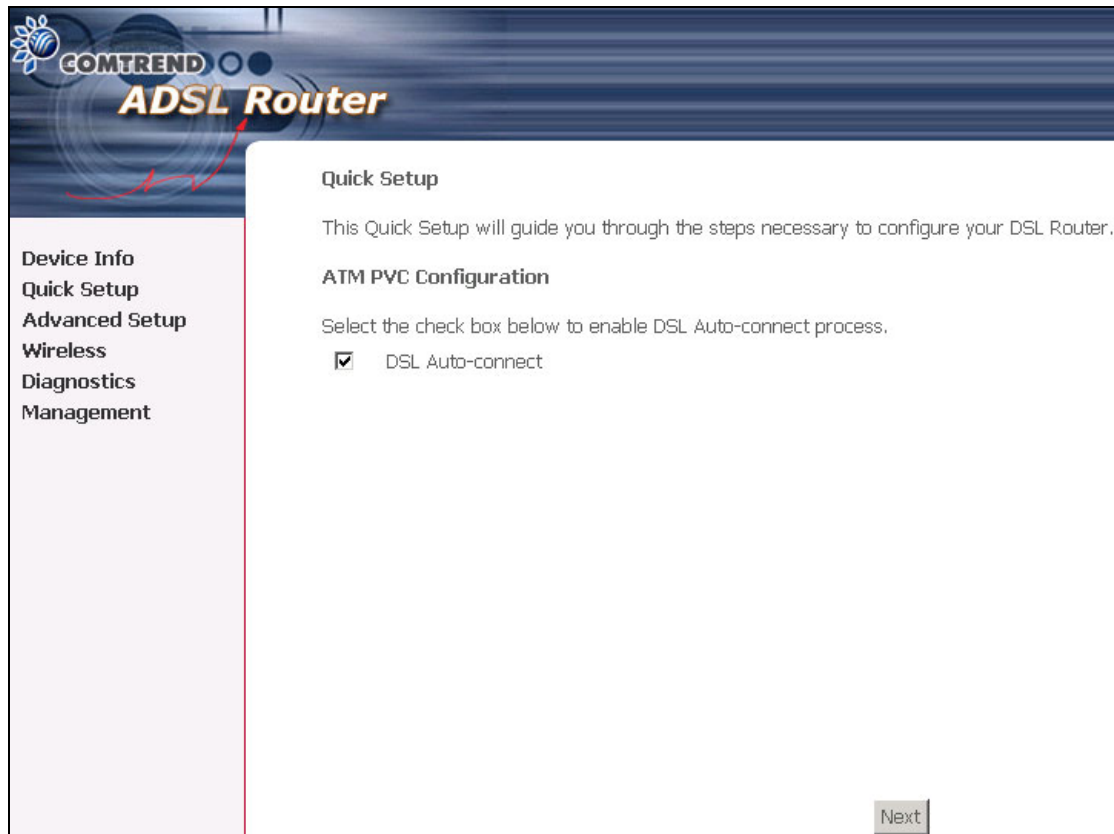 COMTREND
ADSL Router
Device Info
Quick Setup
Advanced Setup
Wireless
Diagnostics
Management
Quick Setup
This Quick Setup will guide you through the steps necessary to configure your DSL Router.
ATM PVC Configuration
Select the check box below to enable DSL Auto-connect process.
DSL Auto-connect
Next